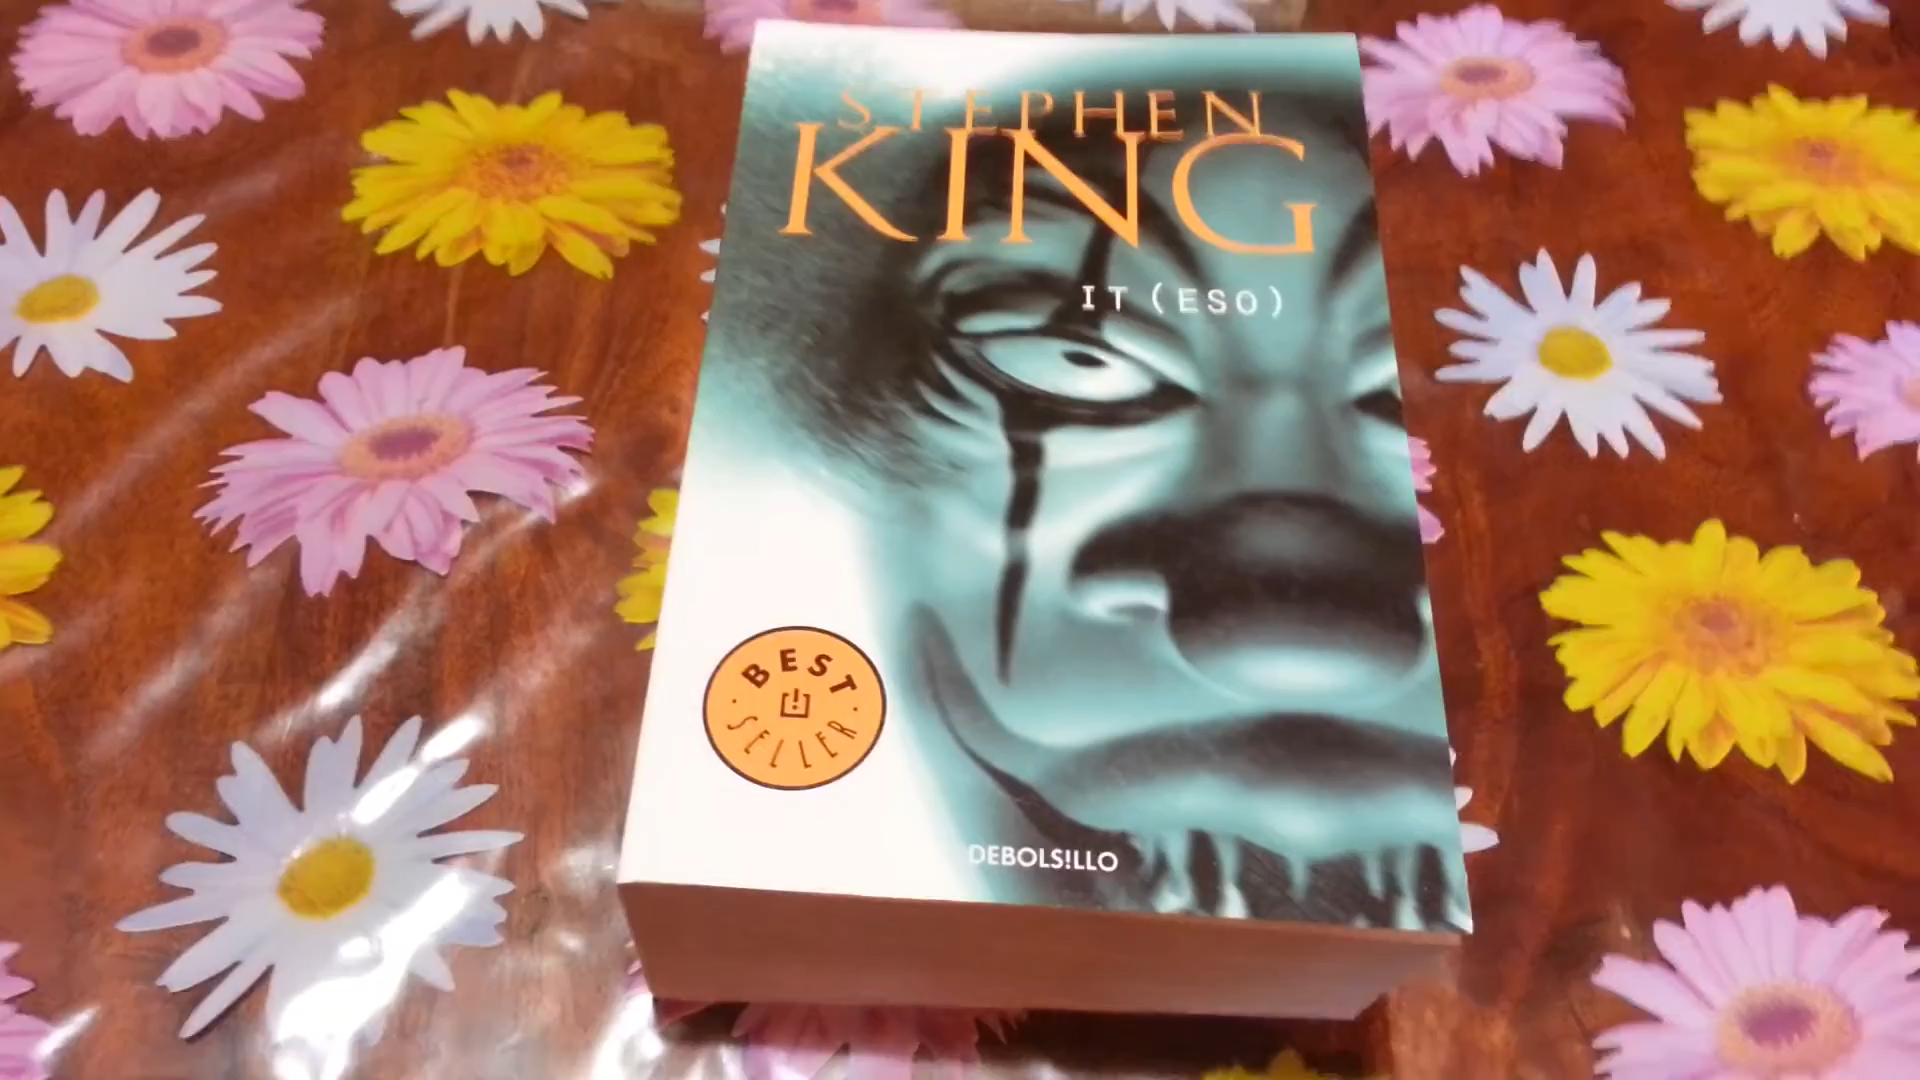 STEPHEN
KING
IT (ESO)
BEST
SELLER
DEBOLS!LLO